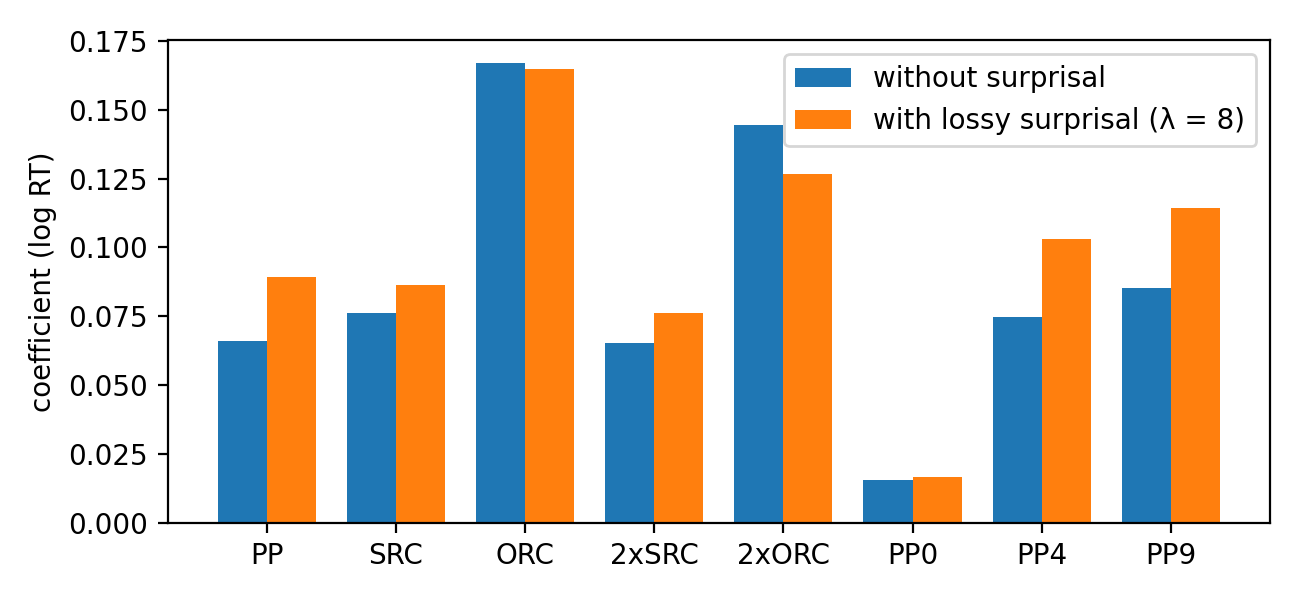 0.175
0.150
0.125
0.100
0.075
0.050
0.025
0.000
coefficient (log RT)
without surprisal
with lossy surprisal (λ = 8)
PP SRC ORC 2xSRC 2xORC PP0 PP4 PP9